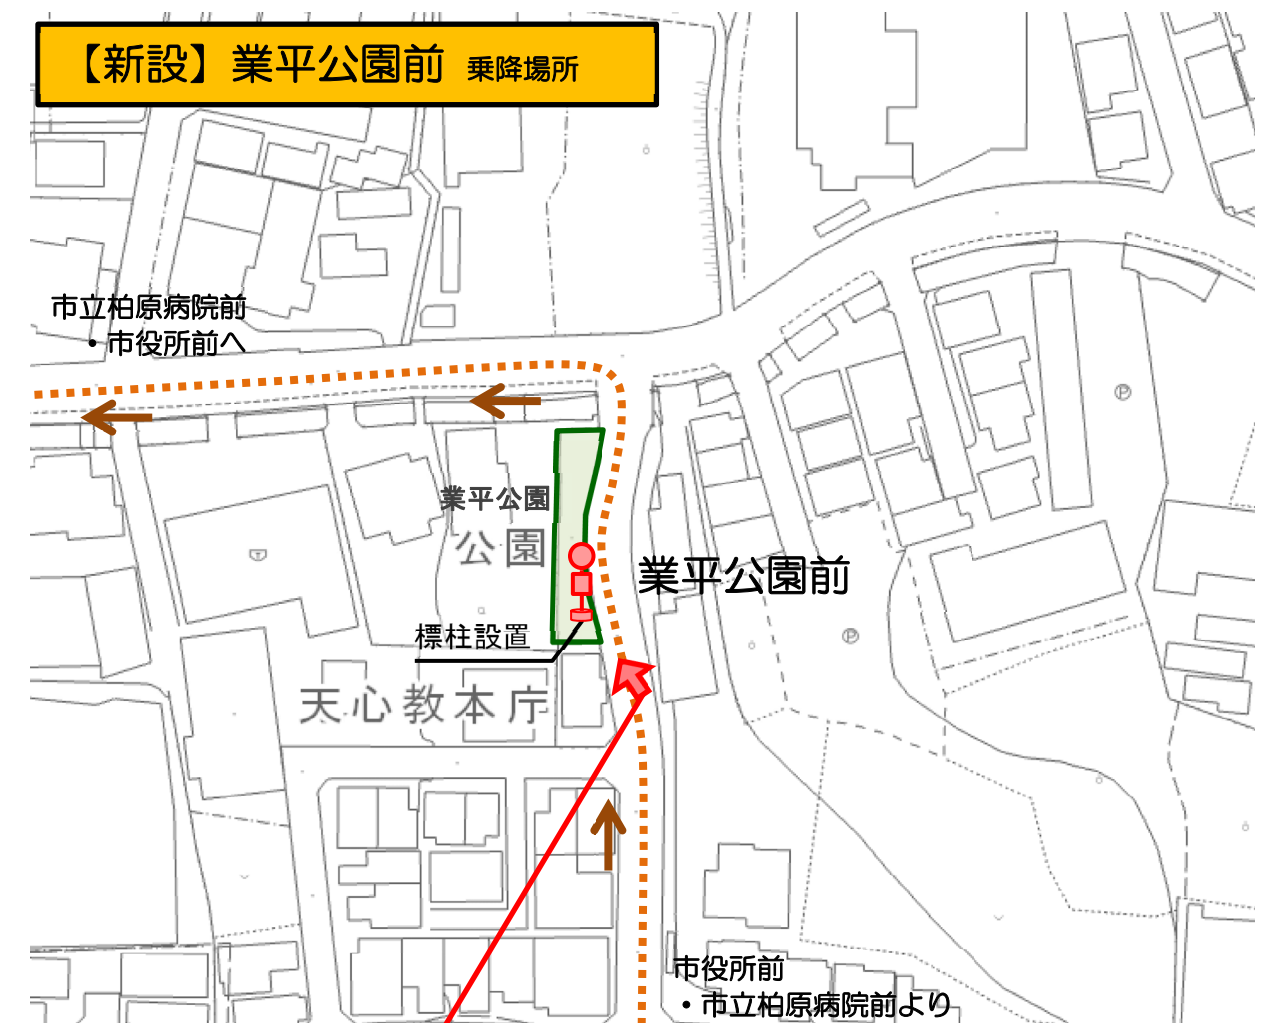 【新設】業平公園前 乗降場所
市立柏原病院前
・市役所前へ
業平公園
公園
業平公園前
標柱設置
天心教本庁
Ⓟ
Ⓟ
市役所前
・市立柏原病院前より